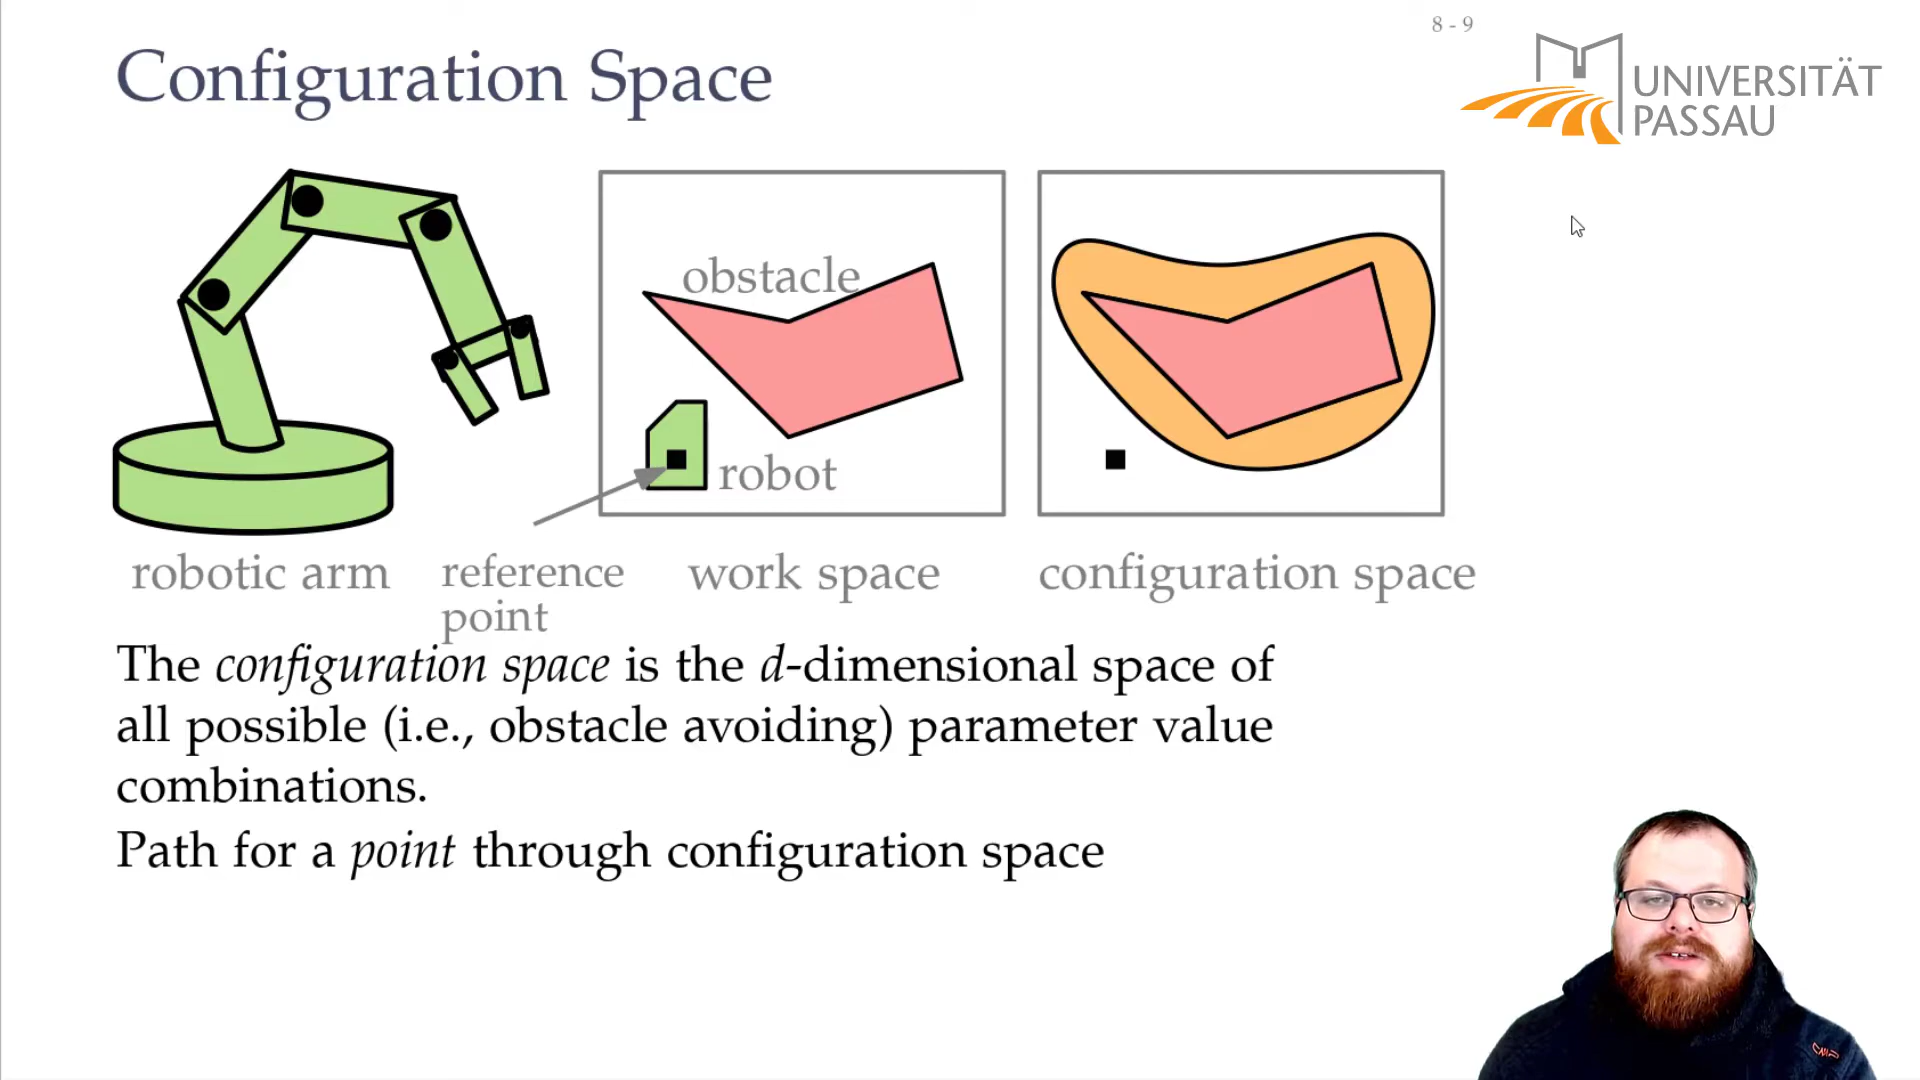 8 - 9
Configuration Space
UNIVERSITÄT
PASSAU
obstacle
robot
robotic arm
reference
point
work space
configuration space
The configuration space is the d-dimensional space of
all possible (i.e., obstacle avoiding) parameter value
combinations.
Path for a point through configuration space